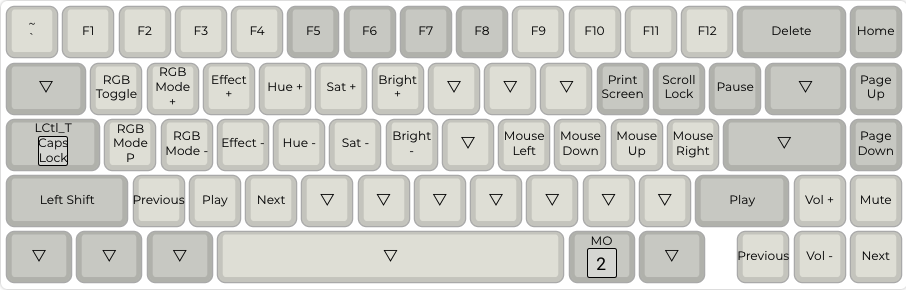 ~
` F1 F2 F3 F4 F5 F6 F7 F8 F9 F10 F11 F12 Delete Home
▽ RGB Toggle RGB Mode + Effect + Hue + Sat + Bright + ▽ ▽ ▽ Print Screen Scroll Lock Pause ▽ Page Up
LCtl_T Caps Lock RGB Mode P RGB Mode - Effect - Hue - Sat - Bright - ▽ Mouse Left Mouse Down Mouse Up Mouse Right ▽ Page Down
Left Shift Previous Play Next ▽ ▽ ▽ ▽ ▽ ▽ ▽ Play Vol + Mute
▽ ▽ ▽ ▽ MO 2 ▽ Previous Vol - Next